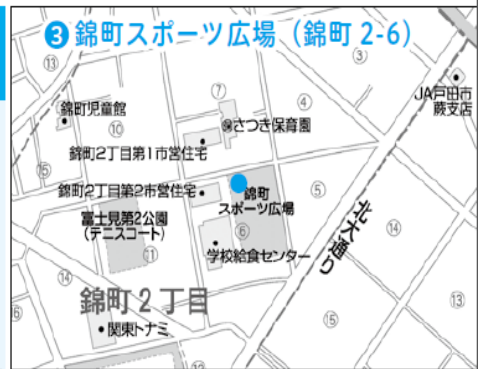 ❸ 錦町スポーツ広場（錦町 2-6）
⑬
③
⑦
JA戸田市
蕨支店
錦町児童館
④
⑩
さつき保育園
錦町2丁目第1市営住宅
⑮
錦町2丁目第2市営住宅
錦町
スポーツ広場
⑤
富士見第2公園
（テニスコート）
⑥
北大通り
⑭
⑪
学校給食センター
⑭
錦町２丁目
⑬
関東トナミ
⑮